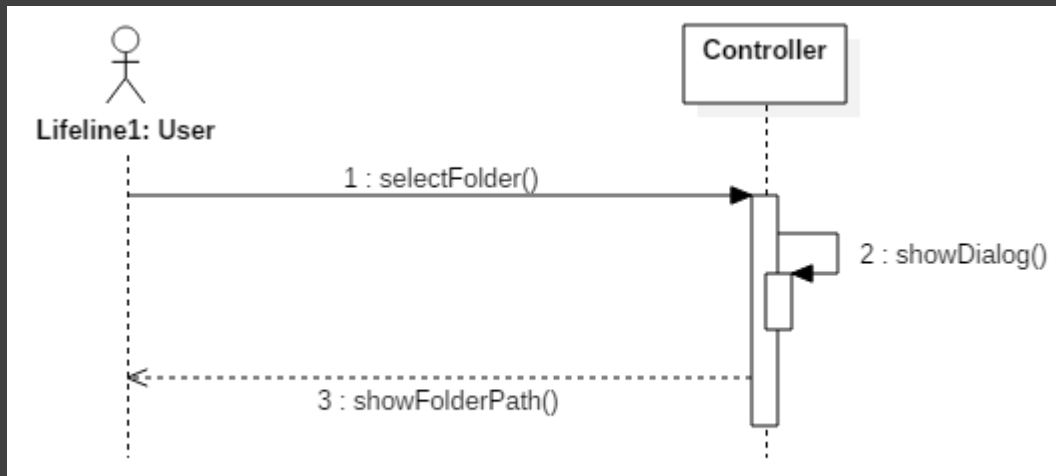 Controller
Lifeline1: User
1 : selectFolder()
2 : showDialog()
3 : showFolderPath()